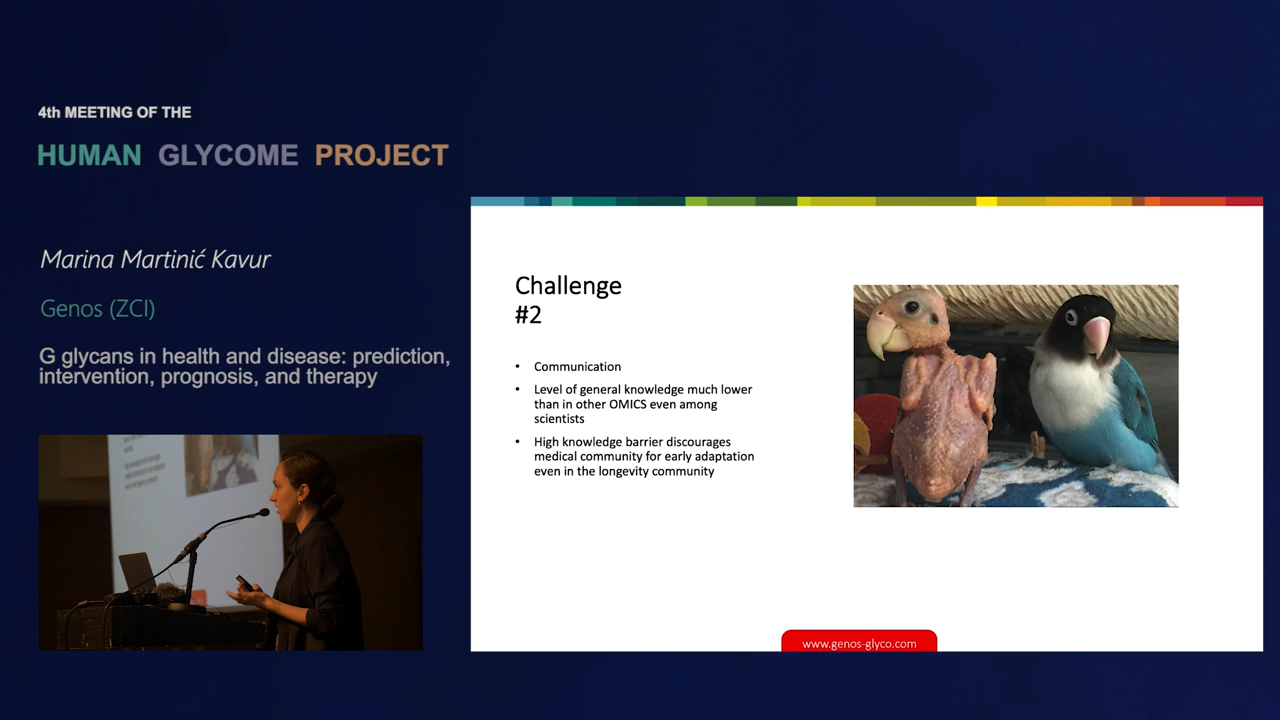 4th MEETING OF THE
HUMAN GLYCOME PROJECT
Marina Martinić Kavur
Genos (ZCI)
G glycans in health and disease: prediction,
intervention, prognosis, and therapy
Challenge
#2
• Communication
• Level of general knowledge much lower
than in other OMICS even among
scientists
• High knowledge barrier discourages
medical community for early adaptation
even in the longevity community
www.genos-glyco.com